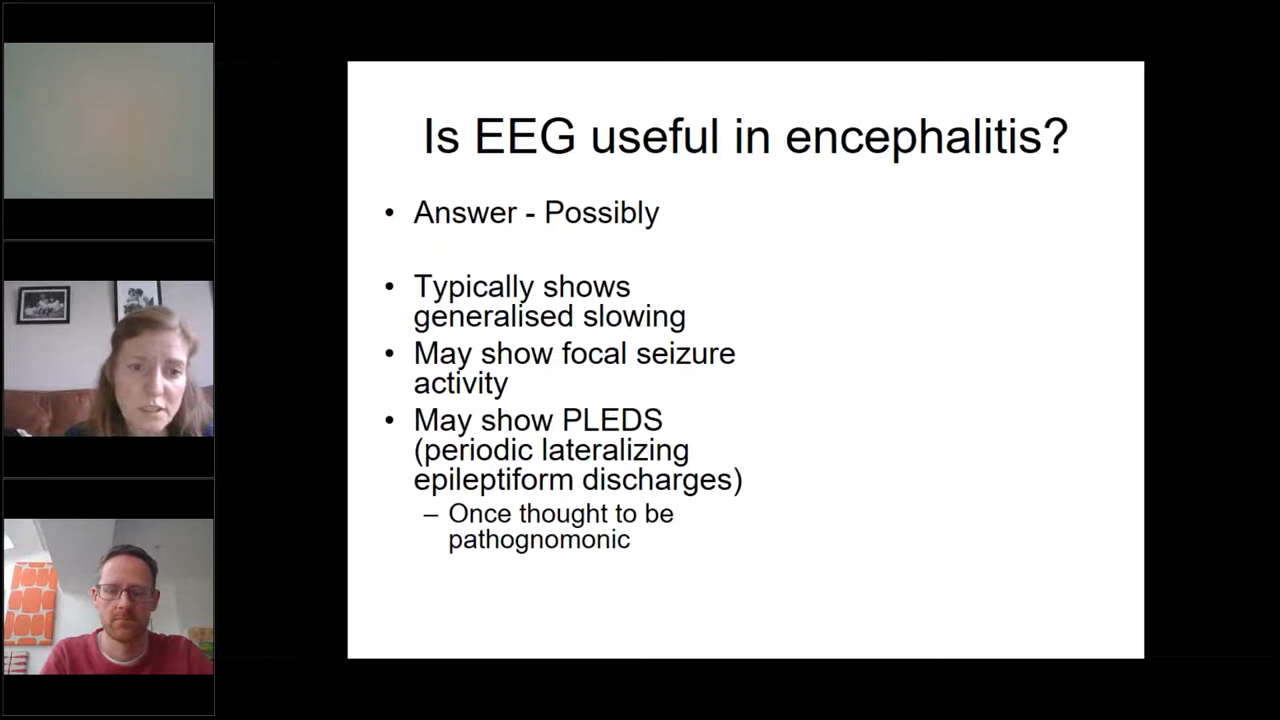 Is EEG useful in encephalitis?
• Answer - Possibly
• Typically shows
generalised slowing
• May show focal seizure
activity
• May show PLEDS
(periodic lateralizing
epileptiform discharges)
– Once thought to be
pathognomonic